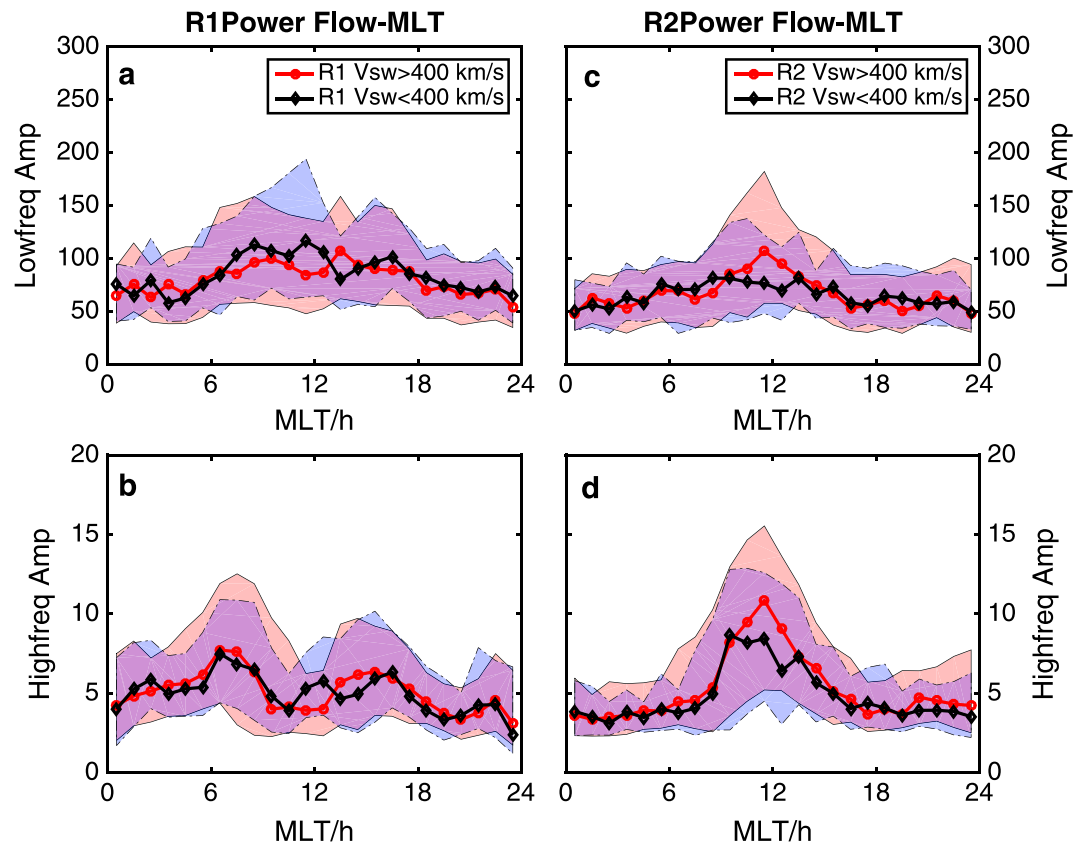 R1Power Flow-MLT
R2Power Flow-MLT
a
R1 Vsw>400 km/s
R1 Vsw<400 km/s
300
250
200
150
100
50
0
Lowfreq Amp
0 6 12 18 24
MLT/h
c
R2 Vsw>400 km/s
R2 Vsw<400 km/s
300
250
200
150
100
50
0
Lowfreq Amp
0 6 12 18 24
MLT/h
b
20
15
10
5
0
Highfreq Amp
0 6 12 18 24
MLT/h
d
20
15
10
5
0
Highfreq Amp
0 6 12 18 24
MLT/h